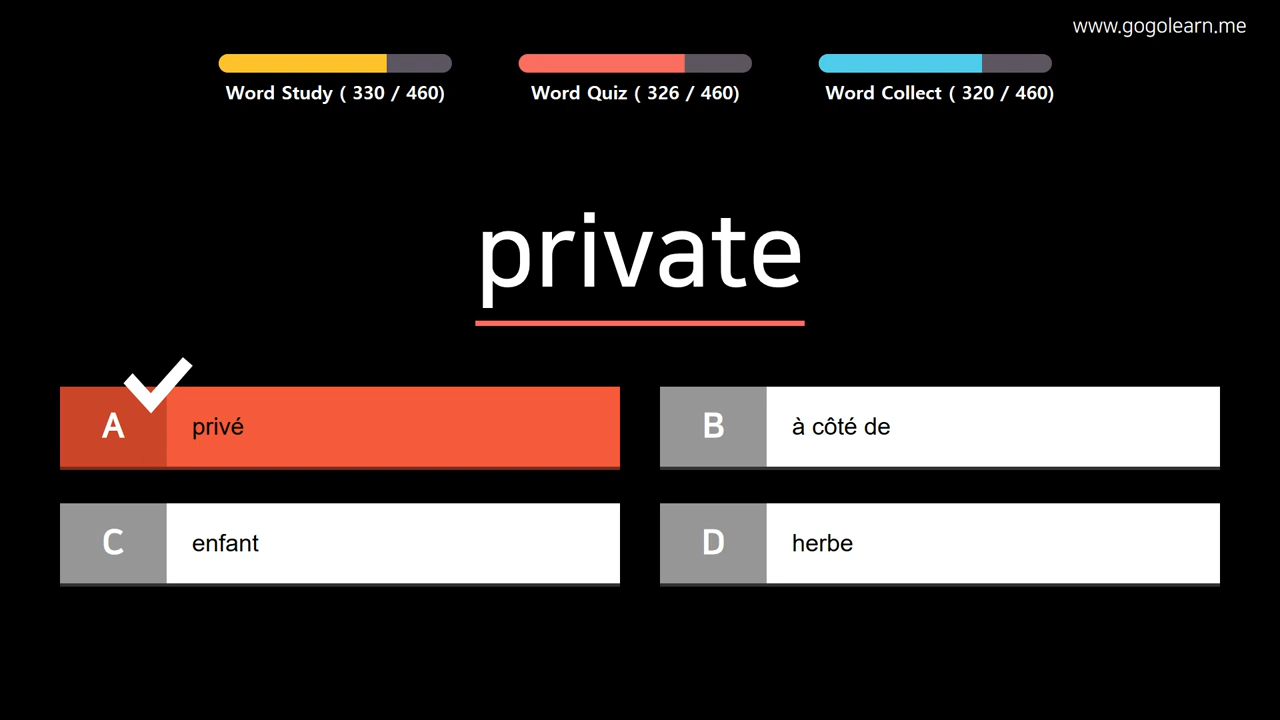 www.gogolearn.me
Word Study ( 330 / 460)
Word Quiz ( 326 / 460)
Word Collect ( 320 / 460)
private
A
privé
B
à côté de
C
enfant
D
herbe